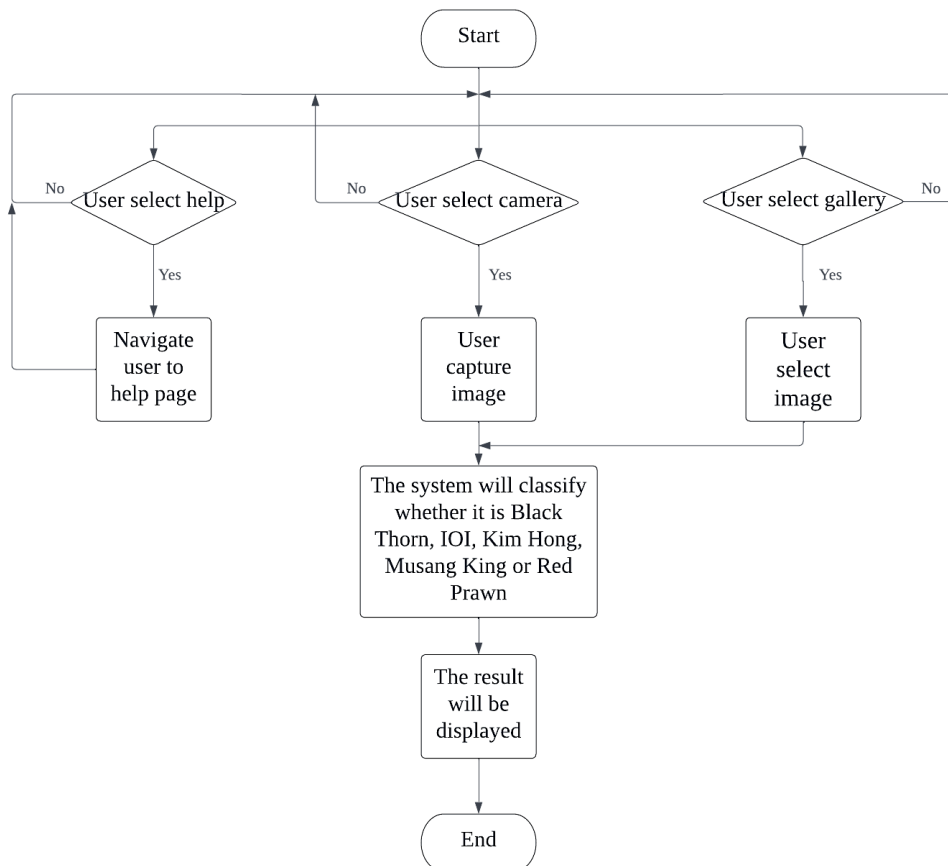 Start
User select help
No
Yes
User select camera
No
Yes
User select gallery
No
Yes
Navigate
user to
help page
User
capture
image
User
select
image
The system will classify
whether it is Black
Thorn, IOI, Kim Hong,
Musang King or Red
Prawn
The result
will be
displayed
End